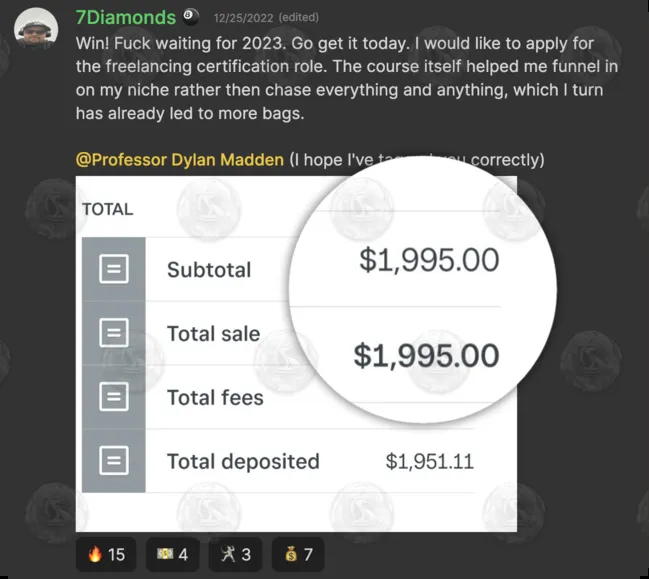 7Diamonds 12/25/2022 (edited)
Win! Fuck waiting for 2023. Go get it today. I would like to apply for
the freelancing certification role. The course itself helped me funnel in
on my niche rather then chase everything and anything, which I turn
has already led to more bags.
@Professor Dylan Madden (I hope I've you correctly)
TOTAL
Subtotal $1,995.00
Total sale $1,995.00
Total fees
Total deposited $1,951.11
15 4 3 7